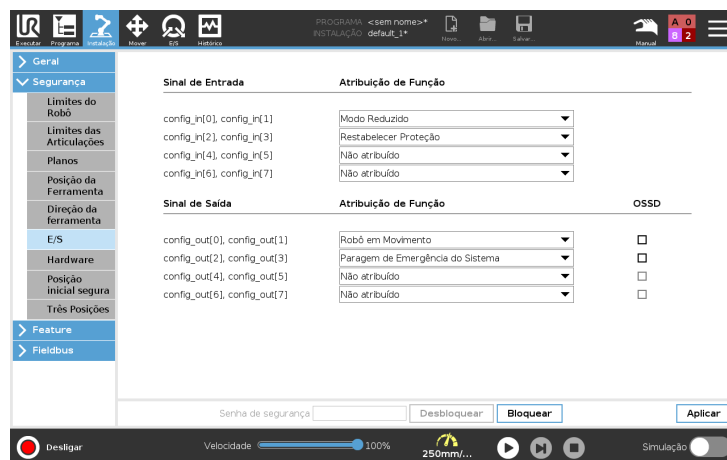 UR
PROGRAMA <sem nome>*
INSTALAÇÃO default_1*
Executar Programa Instalação Mover E/S Histórico Novo... Abrir... Salvar... Manual
A 0
8 2
Geral
Segurança
Limites do
Robô
Limites das
Articulações
Planos
Posição da
Ferramenta
Direção da
ferramenta
E/S
Hardware
Posição
inicial segura
Três Posições
Feature
Fieldbus
Sinal de Entrada Atribuição de Função
config_in[0], config_in[1] Modo Reduzido
config_in[2], config_in[3] Restabelecer Proteção
config_in[4], config_in[5] Não atribuído
config_in[6], config_in[7] Não atribuído
Sinal de Saída Atribuição de Função OSSD
config_out[0], config_out[1] Robô em Movimento
config_out[2], config_out[3] Paragem de Emergência do Sistema
config_out[4], config_out[5] Não atribuído
config_out[6], config_out[7] Não atribuído
Senha de segurança Desbloquear Bloquear Aplicar
Desligar Velocidade 100% 250mm/... Simulação